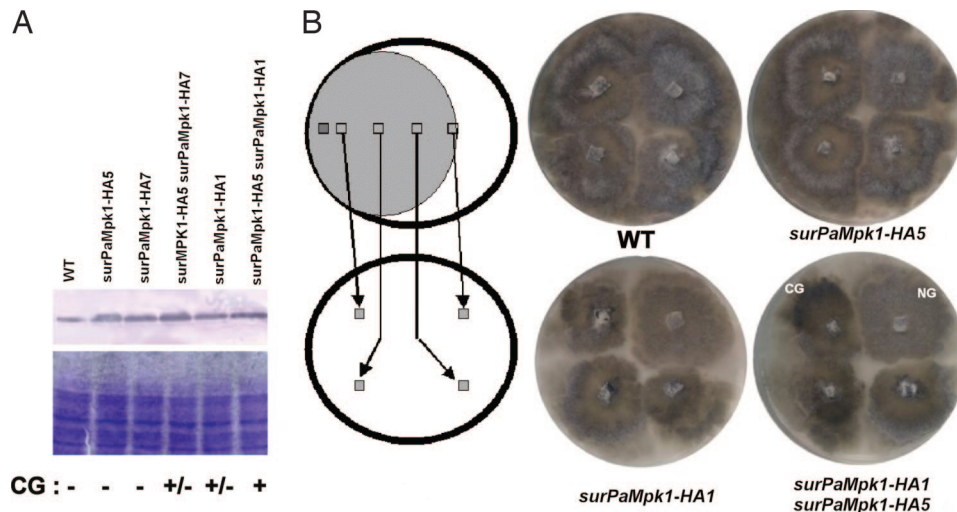 A
WT
surPaMpk1-HA5
surPaMpk1-HA7
surMPK1-HA5 surPaMpk1-HA7
surPaMpk1-HA1
surPaMpk1-HA5 surPaMpk1-HA1
CG : - - - +/- +/- +
B
WT
surPaMpk1-HA5
CG
NG
surPaMpk1-HA1
surPaMpk1-HA1
surPaMpk1-HA5